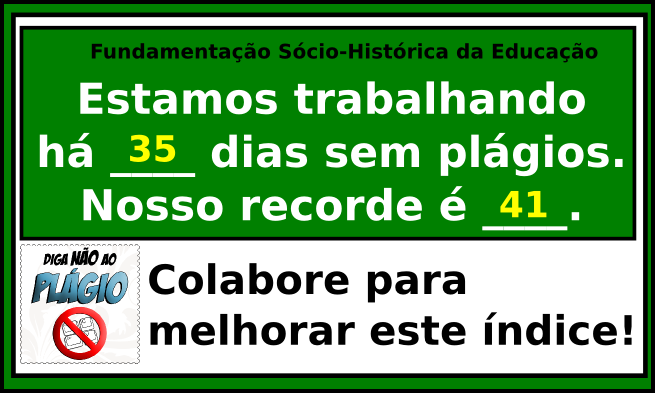 Fundamentação Sócio-Histórica da Educação
Estamos trabalhando
há 35 dias sem plágios.
Nosso recorde é 41.
DIGA NÃO AO
PLÁGIO
Colabore para
melhorar este índice!